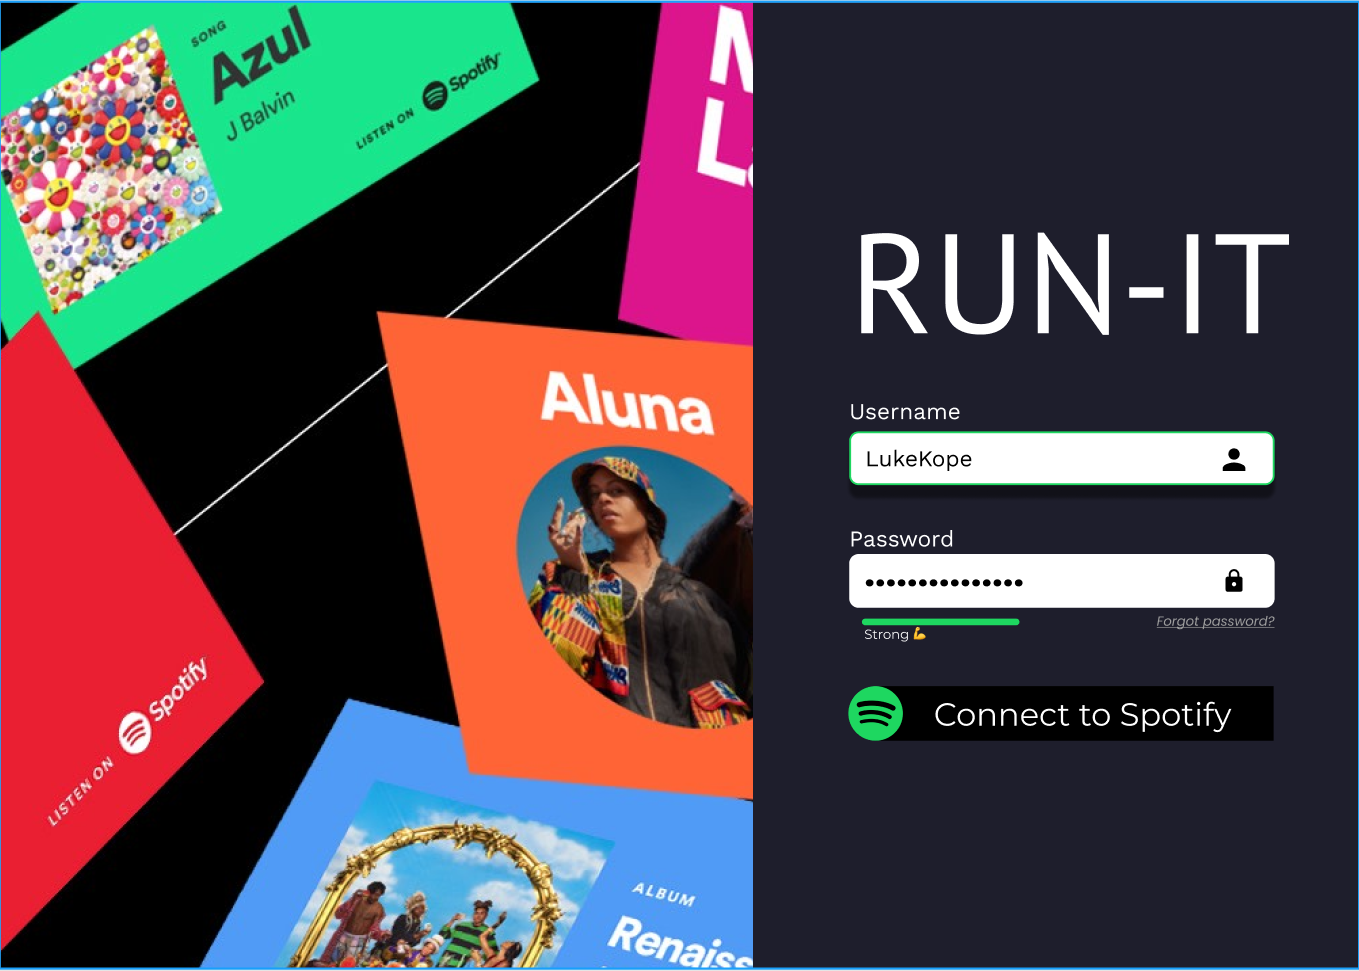 SONG
Azul
J Balvin
LISTEN ON Spotify
Aluna
LISTEN ON Spotify
ALBUM
RUN-IT
Username
LukeKope
Password
•••••••••••••••
Strong 💪
Forgot password?
Connect to Spotify